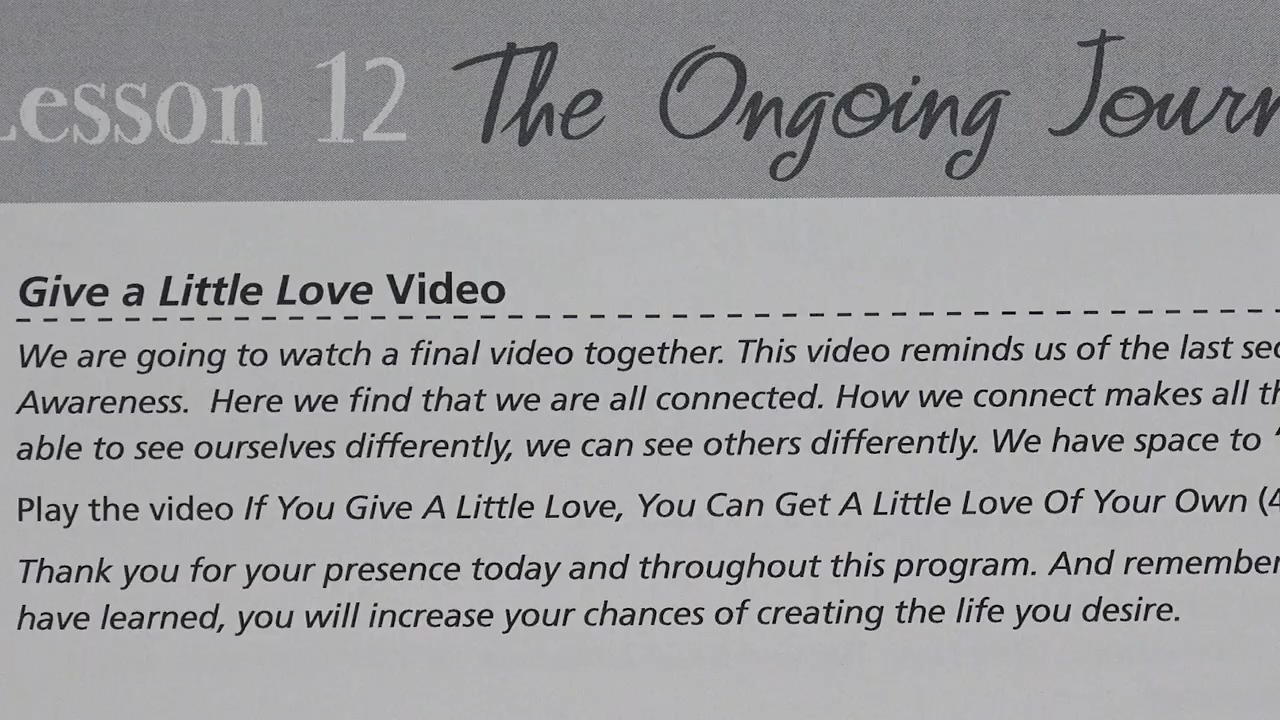 Lesson 12 The Ongoing Journ
Give a Little Love Video
We are going to watch a final video together. This video reminds us of the last sec
Awareness. Here we find that we are all connected. How we connect makes all th
able to see ourselves differently, we can see others differently. We have space to "
Play the video If You Give A Little Love, You Can Get A Little Love Of Your Own (4
Thank you for your presence today and throughout this program. And remember
have learned, you will increase your chances of creating the life you desire.